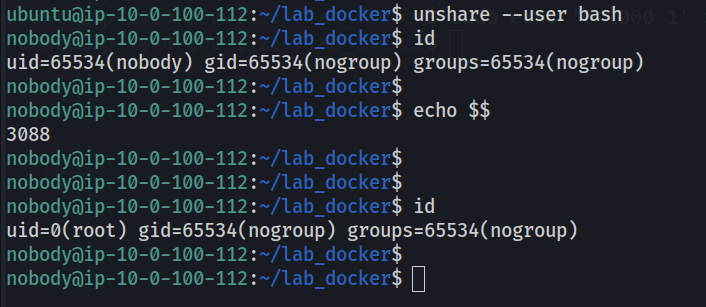 000 1'
ubuntu@ip-10-0-100-112:~/lab_docker$ unshare --user bash
nobody@ip-10-0-100-112:~/lab_docker$ id
uid=65534(nobody) gid=65534(nogroup) groups=65534(nogroup)
nobody@ip-10-0-100-112:~/lab_docker$
nobody@ip-10-0-100-112:~/lab_docker$ echo $$
3088
nobody@ip-10-0-100-112:~/lab_docker$
nobody@ip-10-0-100-112:~/lab_docker$
nobody@ip-10-0-100-112:~/lab_docker$ id
uid=0(root) gid=65534(nogroup) groups=65534(nogroup)
nobody@ip-10-0-100-112:~/lab_docker$
nobody@ip-10-0-100-112:~/lab_docker$